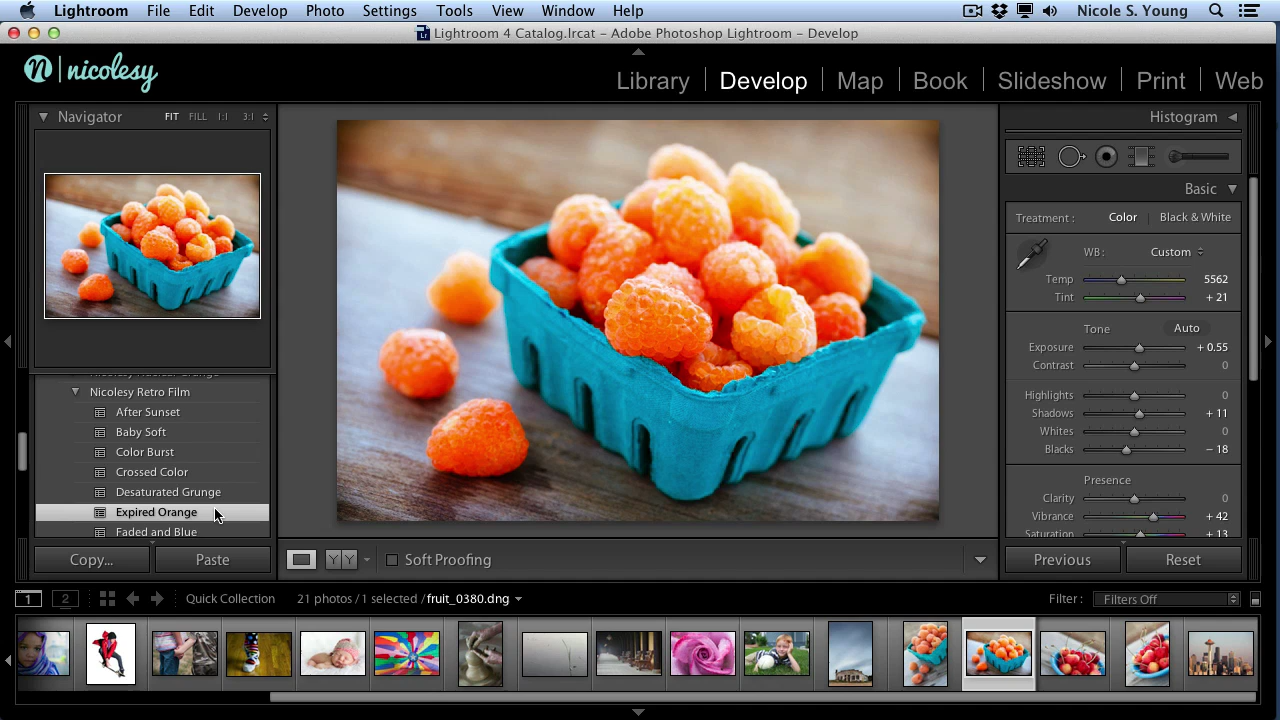 Lightroom File Edit Develop Photo Settings Tools View Window Help Nicole S. Young
Lightroom 4 Catalog.lrcat – Adobe Photoshop Lightroom – Develop
n | nicolesy
Library | Develop | Map | Book | Slideshow | Print | Web
Navigator FIT FILL 1:1 3:1
Histogram
Basic
Treatment : Color | Black & White
WB : Custom
Temp 5562
Tint + 21
Tone Auto
Exposure + 0.55
Contrast 0
Highlights 0
Shadows + 11
Whites 0
Blacks – 18
Presence
Clarity 0
Vibrance + 42
Saturation + 13
Nicolesy Retro Film
After Sunset
Baby Soft
Color Burst
Crossed Color
Desaturated Grunge
Expired Orange
Faded and Blue
Copy... Paste
YY Soft Proofing
Previous Reset
1 2 Quick Collection 21 photos / 1 selected / fruit_0380.dng Filter : Filters Off